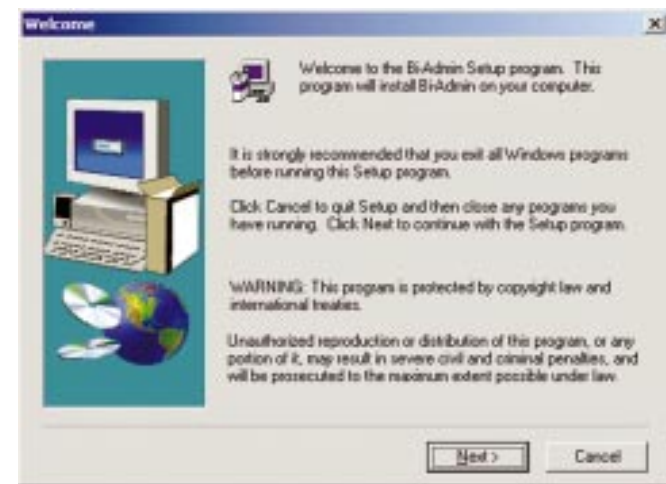 Welcome
Welcome to the Bi-Admin Setup program. This
program will install Bi-Admin on your computer.
It is strongly recommended that you exit all Windows programs
before running this Setup program.
Click Cancel to quit Setup and then close any programs you
have running. Click Next to continue with the Setup program.
WARNING: This program is protected by copyright law and
international treaties.
Unauthorized reproduction or distribution of this program, or any
portion of it, may result in severe civil and criminal penalties, and
will be prosecuted to the maximum extent possible under law.
Next >
Cancel